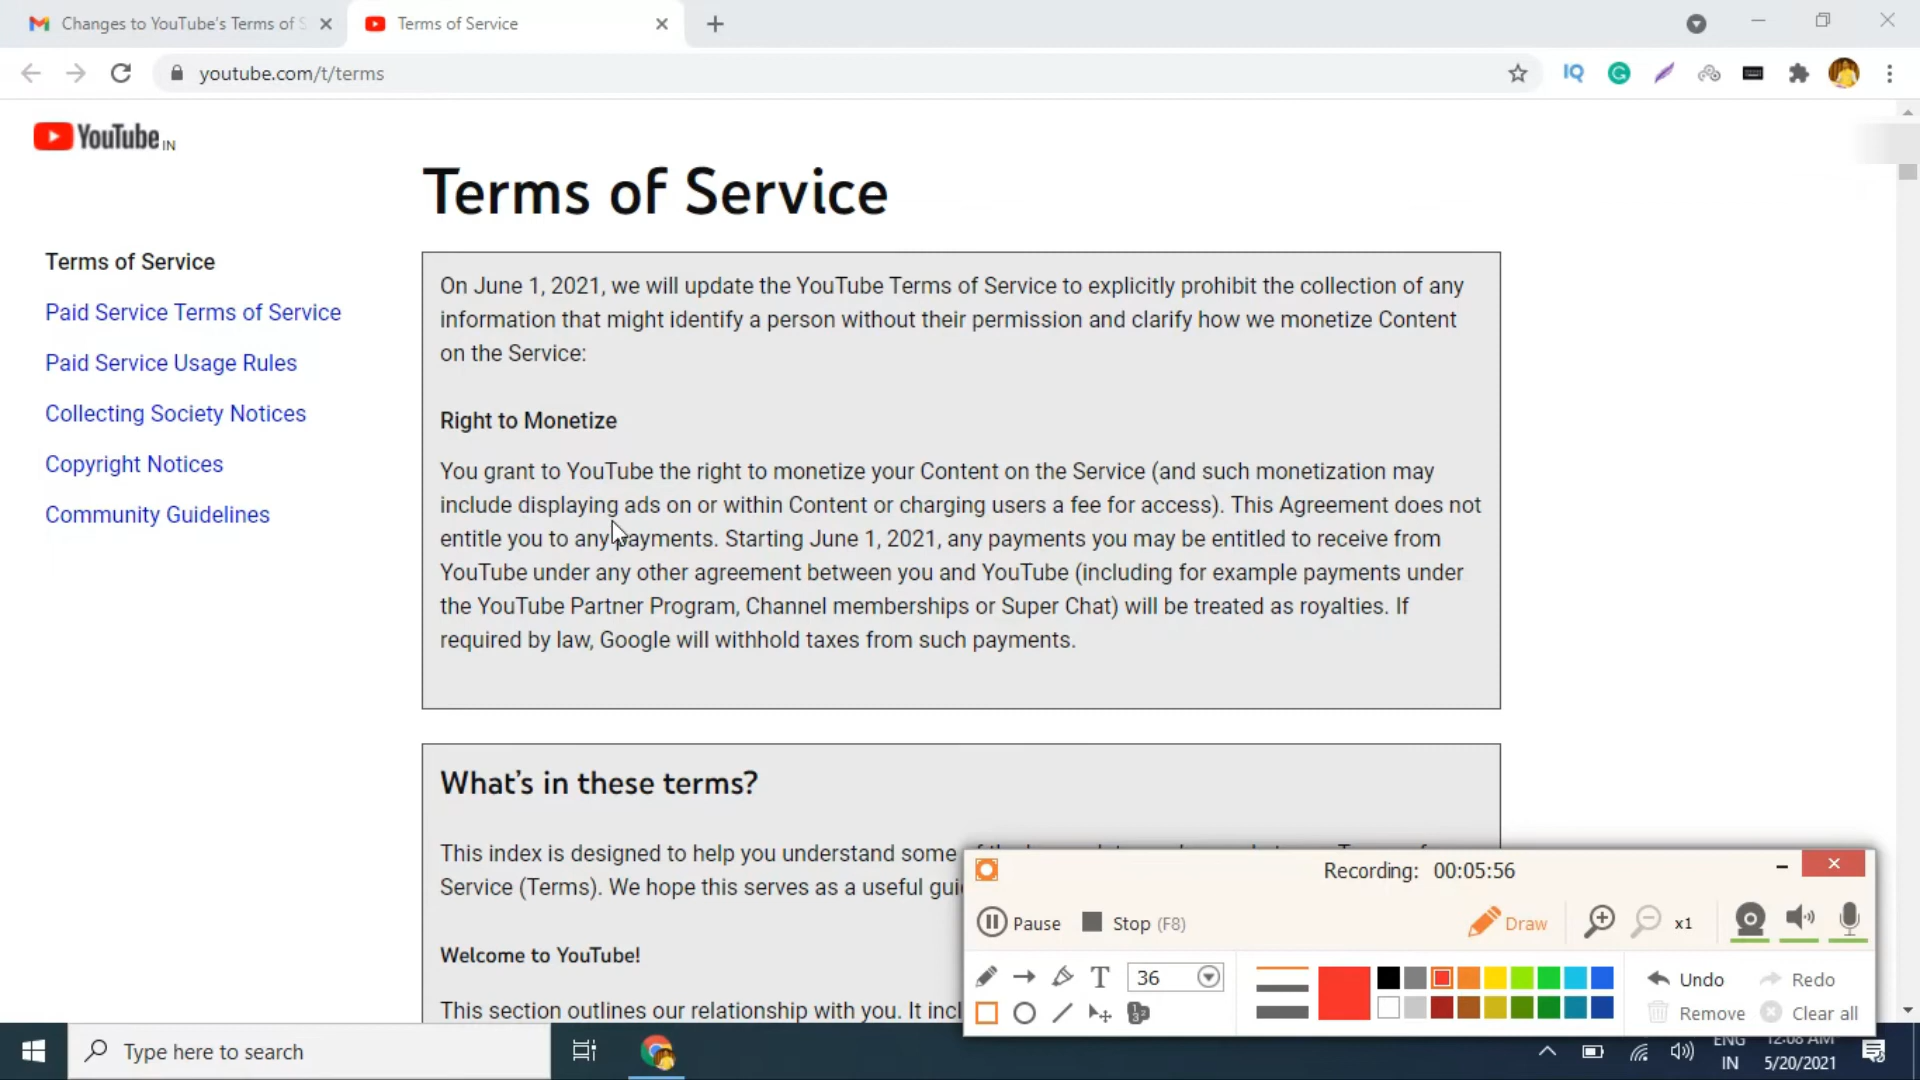 Changes to YouTube's Terms of S
Terms of Service
youtube.com/t/terms
IQ
YouTube IN
Terms of Service
Terms of Service
Paid Service Terms of Service
Paid Service Usage Rules
Collecting Society Notices
Copyright Notices
Community Guidelines
On June 1, 2021, we will update the YouTube Terms of Service to explicitly prohibit the collection of any
information that might identify a person without their permission and clarify how we monetize Content
on the Service:
Right to Monetize
You grant to YouTube the right to monetize your Content on the Service (and such monetization may
include displaying ads on or within Content or charging users a fee for access). This Agreement does not
entitle you to any payments. Starting June 1, 2021, any payments you may be entitled to receive from
YouTube under any other agreement between you and YouTube (including for example payments under
the YouTube Partner Program, Channel memberships or Super Chat) will be treated as royalties. If
required by law, Google will withhold taxes from such payments.
What's in these terms?
This index is designed to help you understand some
Service (Terms). We hope this serves as a useful gui
Welcome to YouTube!
This section outlines our relationship with you. It incl
Recording: 00:05:56
Pause
Stop (F8)
Draw
x1
T
36
Undo
Redo
Remove
Clear all
Type here to search
ENG
IN
12:08 AM
5/20/2021